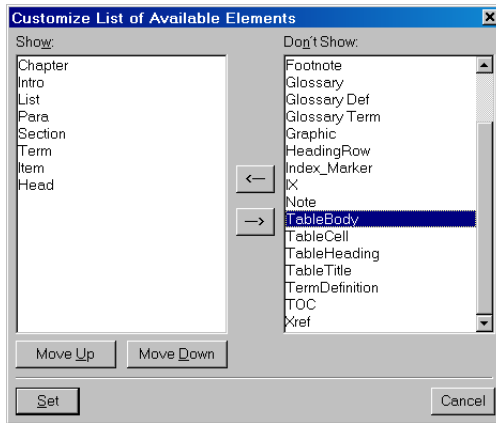 Customize List of Available Elements
Show:
Chapter
Intro
List
Para
Section
Term
Item
Head
Don't Show:
Footnote
Glossary
Glossary Def
Glossary Term
Graphic
HeadingRow
Index_Marker
IX
Note
TableBody
TableCell
TableHeading
TableTitle
TermDefinition
TOC
Xref
<—
—>
Move Up
Move Down
Set
Cancel